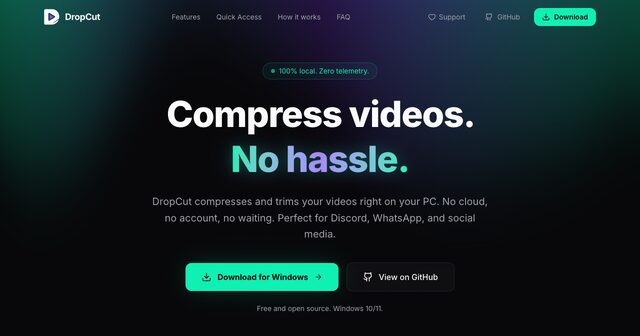 DropCut
Features
Quick Access
How it works
FAQ
Support
GitHub
Download
100% local. Zero telemetry.
Compress videos.
No hassle.
DropCut compresses and trims your videos right on your PC. No cloud,
no account, no waiting. Perfect for Discord, WhatsApp, and social
media.
Download for Windows
View on GitHub
Free and open source. Windows 10/11.